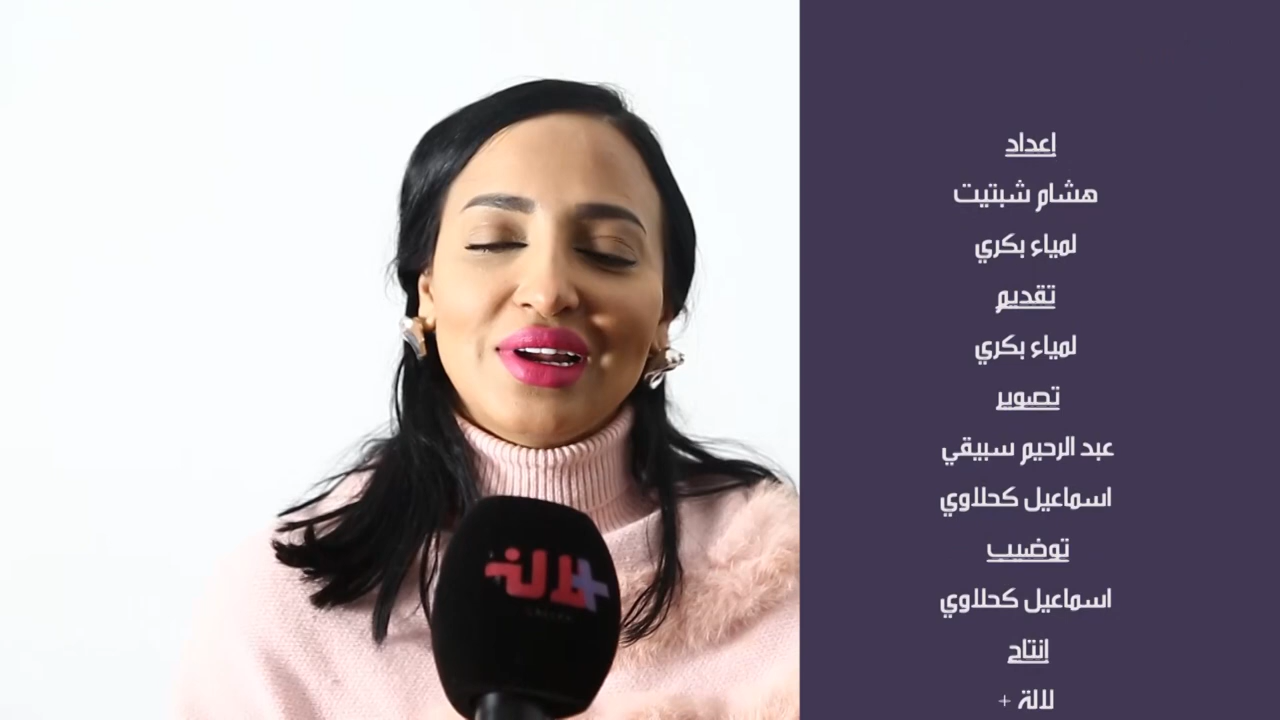 إعداد
هشام شبتيت
لمياء بكري
تقديم
لمياء بكري
تصوير
عبد الرحيم سبيقي
اسماعيل كحلاوي
توضيب
اسماعيل كحلاوي
إنتاج
لالة +
لالة+